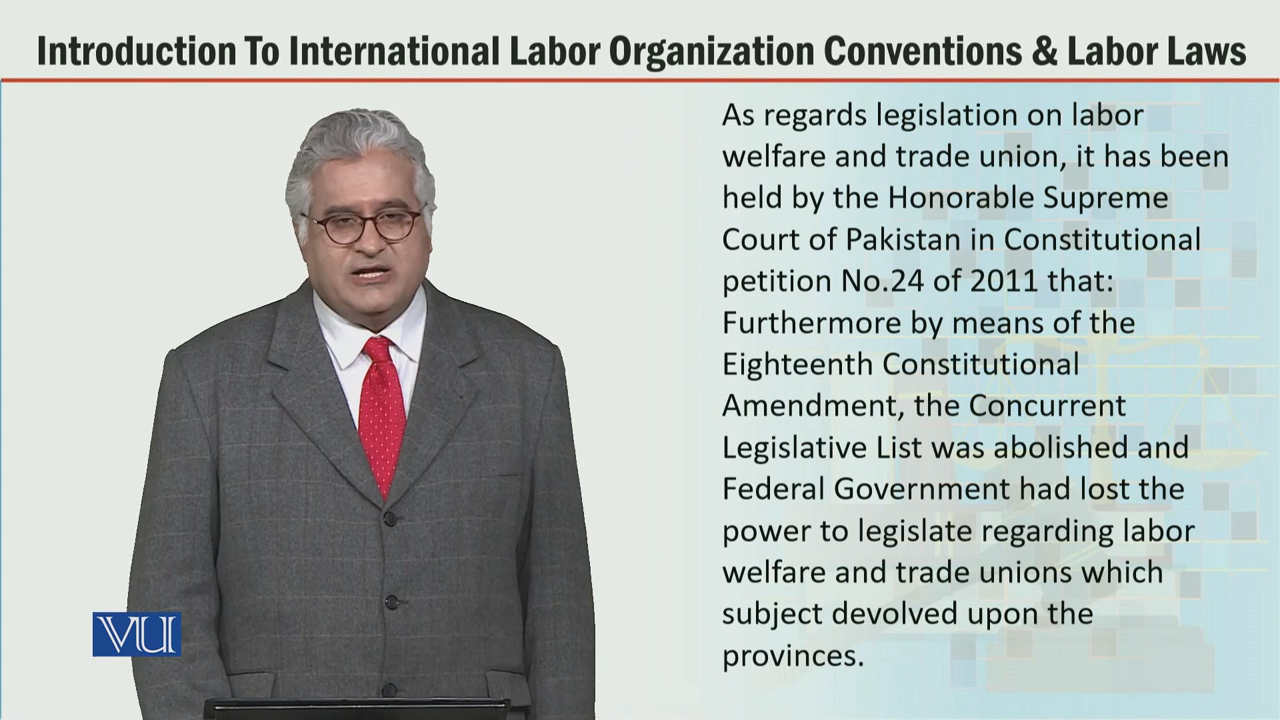 Introduction To International Labor Organization Conventions & Labor Laws
As regards legislation on labor
welfare and trade union, it has been
held by the Honorable Supreme
Court of Pakistan in Constitutional
petition No.24 of 2011 that:
Furthermore by means of the
Eighteenth Constitutional
Amendment, the Concurrent
Legislative List was abolished and
Federal Government had lost the
power to legislate regarding labor
welfare and trade unions which
subject devolved upon the
provinces.
VU